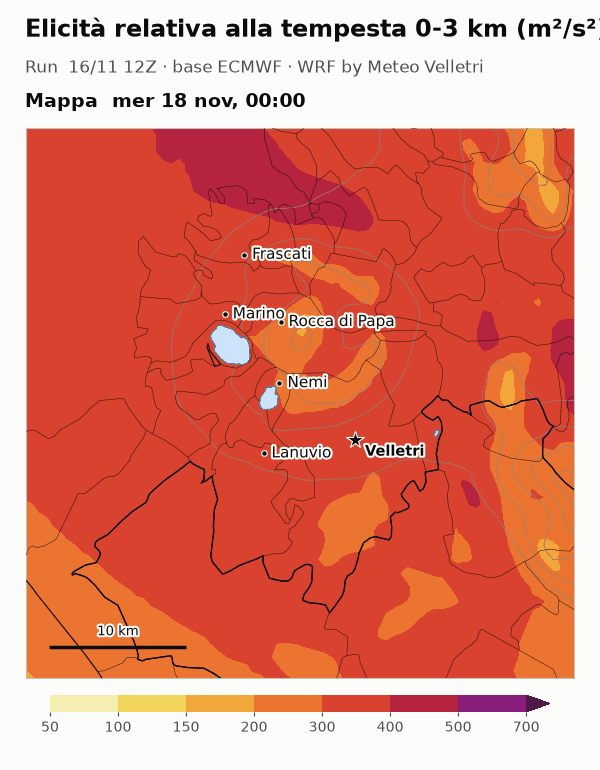 Elicità relativa alla tempesta 0-3 km (m²/s²)
Run  16/11 12Z · base ECMWF · WRF by Meteo Velletri
Mappa  mer 18 nov, 00:00
Frascati
Marino
Rocca di Papa
Nemi
Velletri
Lanuvio
10 km
50 100 150 200 300 400 500 700